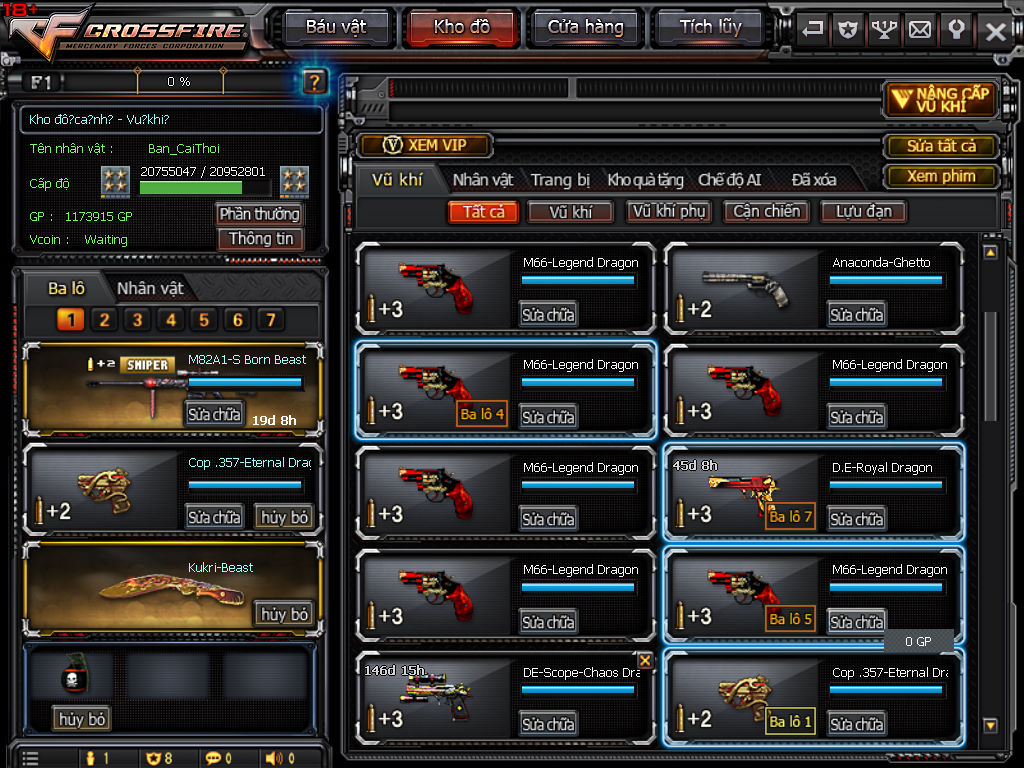 18+
CROSSFIRE
MERCENARY FORCES CORPORATION
Báu vật
Kho đồ
Cửa hàng
Tích lũy
F1
0 %
?
NÂNG CẤP
VŨ KHÍ
Kho đô?ca?nh? - Vu?khi?
Tên nhân vật :
Ban_CaiThoi
Cấp độ
20755047 / 20952801
GP : 1173915 GP
Phần thưởng
Vcoin : Waiting
Thông tin
XEM VIP
Sửa tất cả
Xem phim
Vũ khí
Nhân vật
Trang bị
Kho quà tặng
Chế độ AI
Đã xóa
Tất cả
Vũ khí
Vũ khí phụ
Cận chiến
Lựu đạn
Ba lô
Nhân vật
1 2 3 4 5 6 7
+2 SNIPER
M82A1-S Born Beast
Sửa chữa
19d 8h
Cop .357-Eternal Drag
+2
Sửa chữa
hủy bỏ
Kukri-Beast
hủy bỏ
hủy bỏ
1
8
0
0
M66-Legend Dragon
+3
Sửa chữa
Anaconda-Ghetto
+2
Sửa chữa
M66-Legend Dragon
+3
Ba lô 4
Sửa chữa
M66-Legend Dragon
+3
Sửa chữa
M66-Legend Dragon
+3
Sửa chữa
45d 8h
D.E-Royal Dragon
+3
Ba lô 7
Sửa chữa
M66-Legend Dragon
+3
Sửa chữa
M66-Legend Dragon
+3
Ba lô 5
Sửa chữa
0 GP
146d 15h
DE-Scope-Chaos Dra
+3
Sửa chữa
Cop .357-Eternal Dra
+2
Ba lô 1
Sửa chữa